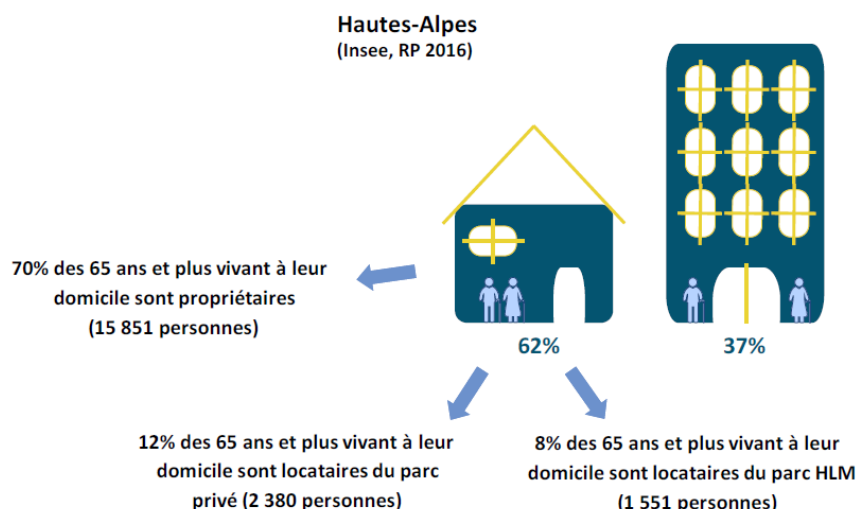 Hautes-Alpes
(Insee, RP 2016)
70% des 65 ans et plus vivant à leur
domicile sont propriétaires
(15 851 personnes)
62%
37%
12% des 65 ans et plus vivant à leur
domicile sont locataires du parc
privé (2 380 personnes)
8% des 65 ans et plus vivant à leur
domicile sont locataires du parc HLM
(1 551 personnes)